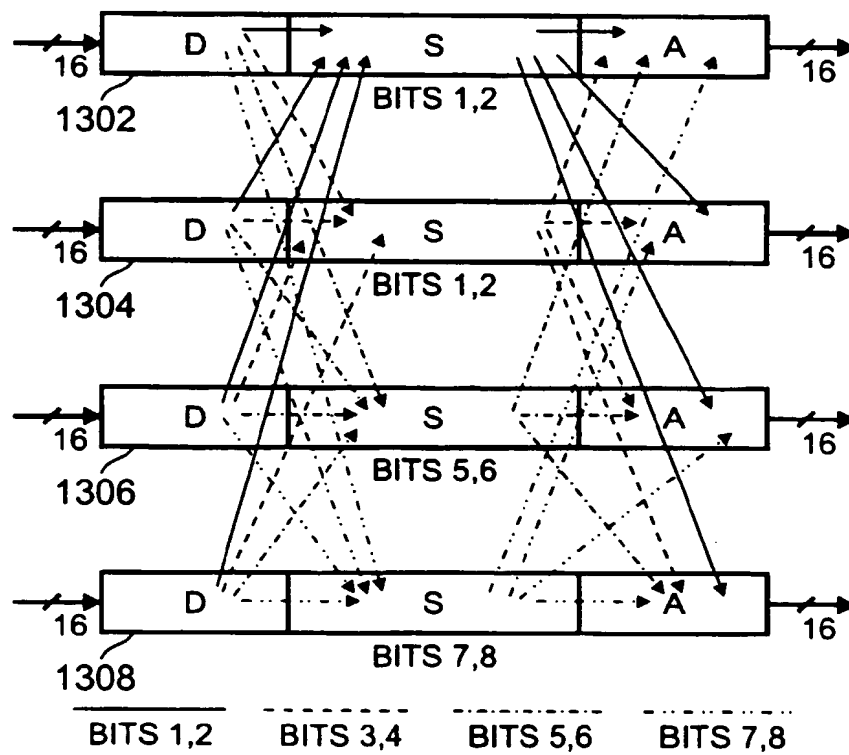 D S A
16 16
BITS 1,2
1302
D S A
16 16
BITS 1,2
1304
D S A
16 16
BITS 5,6
1306
D S A
16 16
BITS 7,8
1308
BITS 1,2 BITS 3,4 BITS 5,6 BITS 7,8